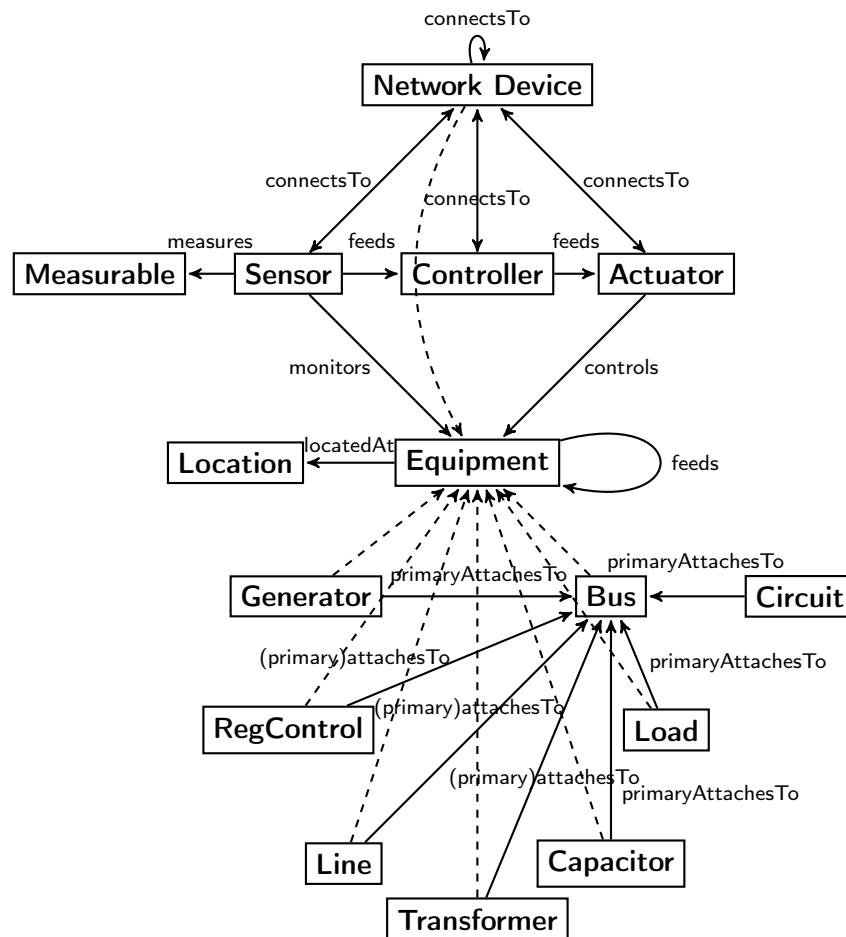 connectsTo
Network Device
connectsTo
connectsTo
connectsTo
measures
feeds
feeds
Measurable
Sensor
Controller
Actuator
monitors
controls
locatedAt
Location
Equipment
feeds
primaryAttachesTo
primaryAttachesTo
Generator
Bus
Circuit
(primary)attachesTo
primaryAttachesTo
(primary)attachesTo
RegControl
Load
(primary)attachesTo
primaryAttachesTo
Line
Capacitor
Transformer